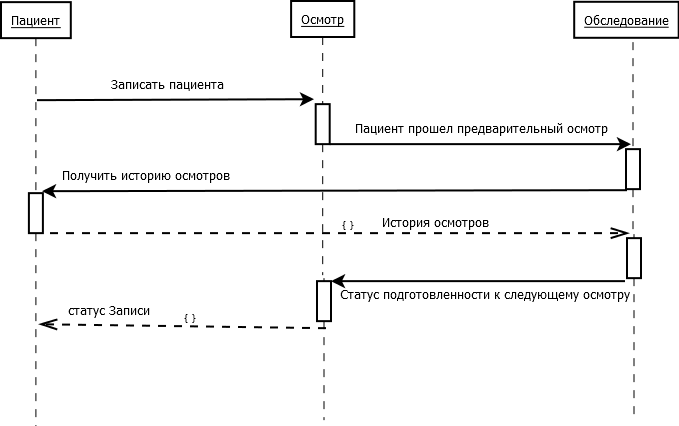 Пациент
Осмотр
Обследование
Записать пациента
Пациент прошел предварительный осмотр
Получить историю осмотров
{ }
История осмотров
Статус подготовленности к следующему осмотру
статус Записи
{ }